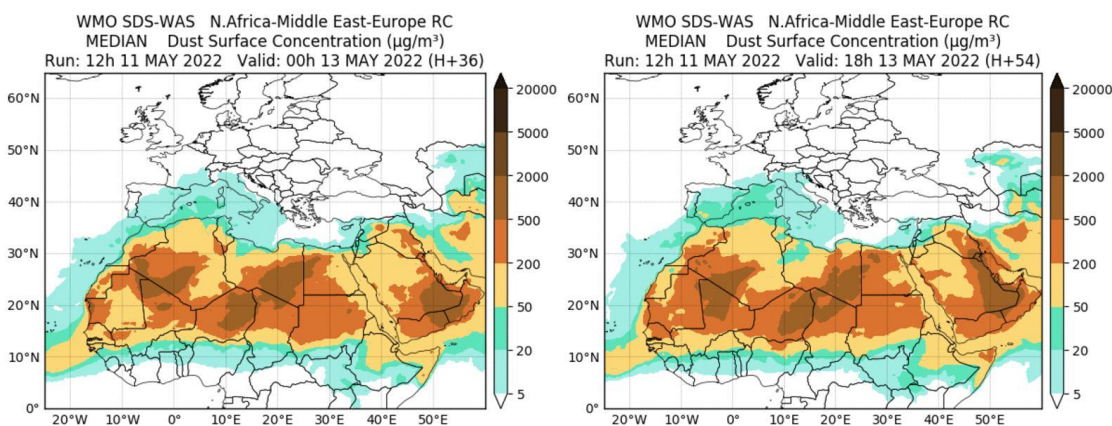 WMO SDS-WAS N.Africa-Middle East-Europe RC
MEDIAN Dust Surface Concentration (µg/m³)
Run: 12h 11 MAY 2022 Valid: 00h 13 MAY 2022 (H+36)
60°N
50°N
40°N
30°N
20°N
10°N
0°
20°W
10°W
0°
10°E
20°E
30°E
40°E
50°E
20000
5000
2000
500
200
50
20
5
WMO SDS-WAS N.Africa-Middle East-Europe RC
MEDIAN Dust Surface Concentration (µg/m³)
Run: 12h 11 MAY 2022 Valid: 18h 13 MAY 2022 (H+54)
60°N
50°N
40°N
30°N
20°N
10°N
0°
20°W
10°W
0°
10°E
20°E
30°E
40°E
50°E
20000
5000
2000
500
200
50
20
5